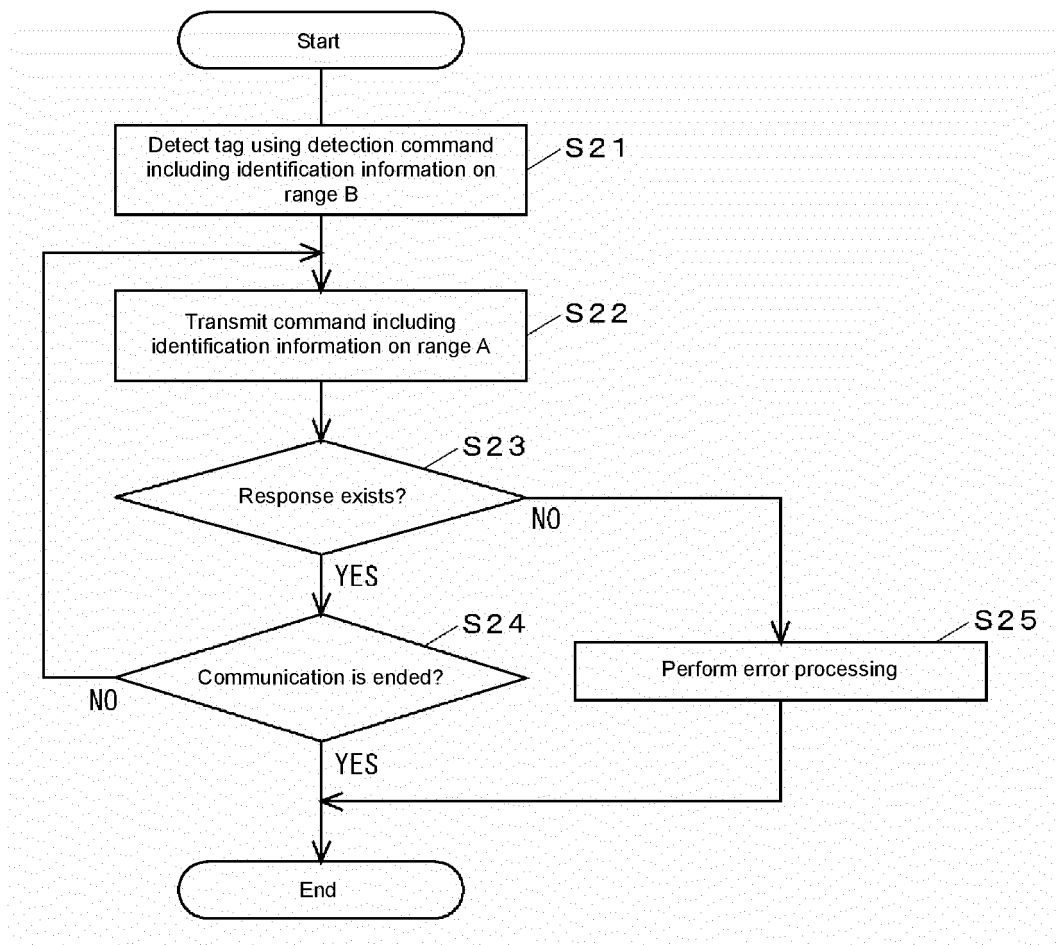 Start
Detect tag using detection command
including identification information on
range B
S21
Transmit command including
identification information on range A
S22
Response exists?
S23
NO
YES
Communication is ended?
S24
NO
YES
Perform error processing
S25
End